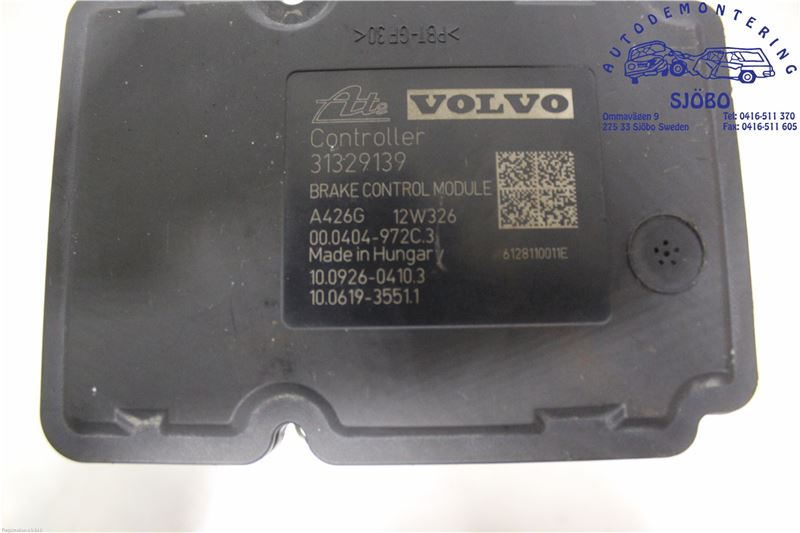 >PBT-GF30<
AUTODEMONTERING
SJÖBO
Ommavägen 9
275 33 Sjöbo Sweden
Tel: 0416-511 370
Fax: 0416-511 605
Ate VOLVO
Controller
31329139
BRAKE CONTROL MODULE
A426G 12W326
00.0404-972C.3
Made in Hungary
6128110011E
10.0926-0410.3
10.0619-3551.1